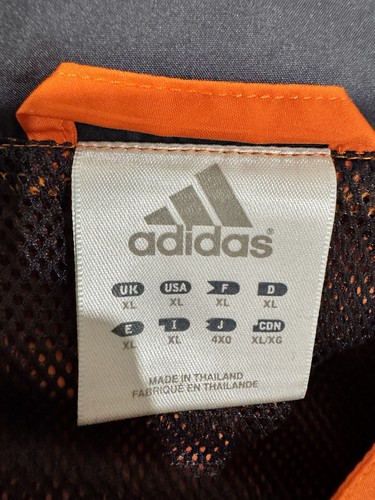 adidas®
UK USA F D
XL XL XL XL
E I J CDN
XL XL 4XO XL/XG
MADE IN THAILAND
FABRIQUÉ EN THAILANDE